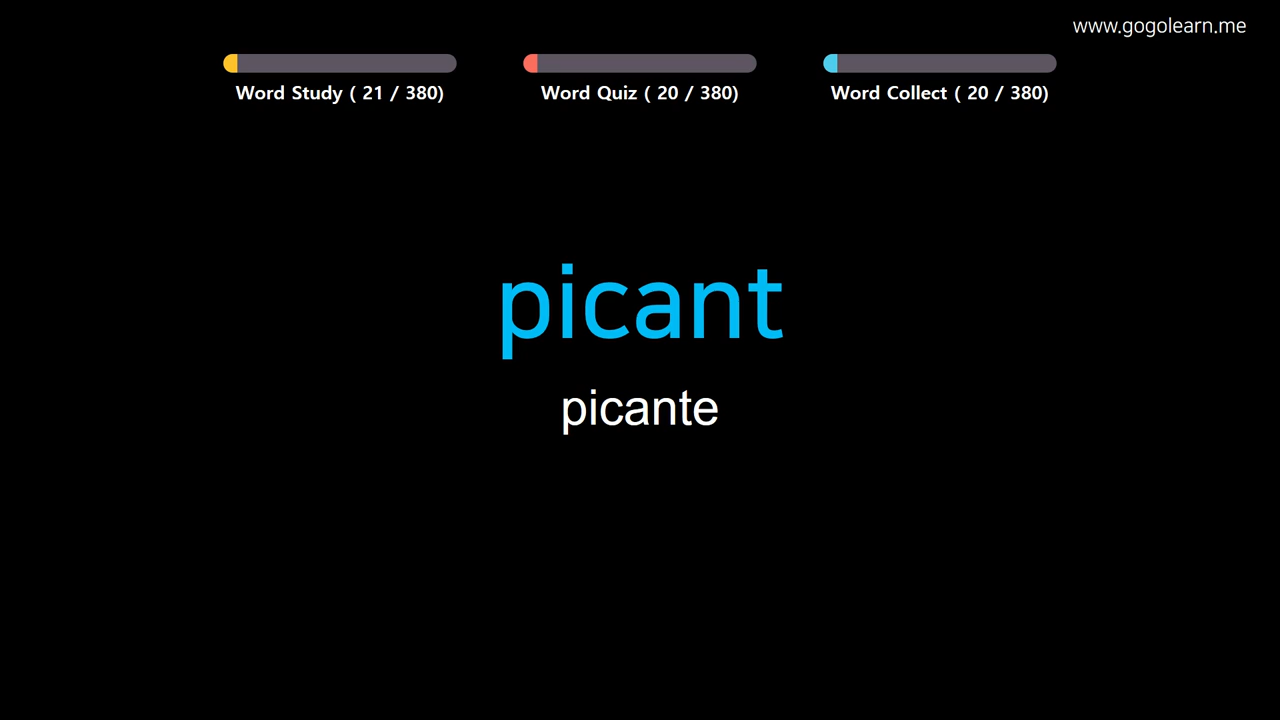 www.gogolearn.me
Word Study ( 21 / 380)
Word Quiz ( 20 / 380)
Word Collect ( 20 / 380)
picant
picante